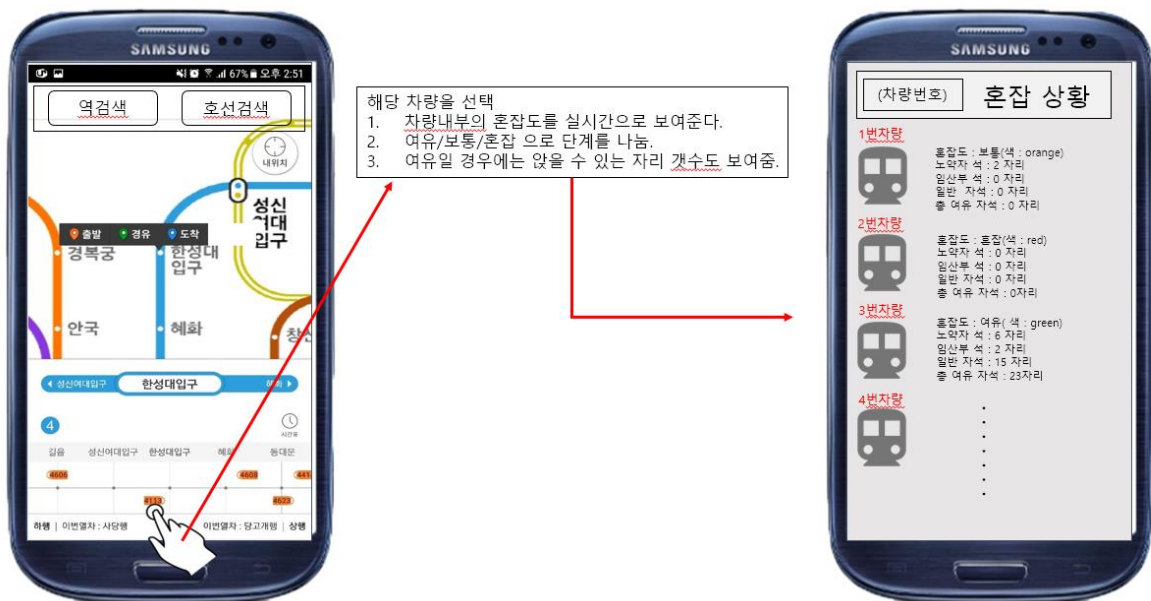 SAMSUNG
67% 오후 2:51
역검색
호선검색
내위치
성신
여대
입구
출발 경유 도착
경복궁
한성대
입구
안국
혜화
창신
성신여대입구 한성대입구 혜화
4
시간표
길음 성신여대입구 한성대입구 혜화 동대문
4606 4608 441
4113 4623
하행 | 이번열차 : 사당행
이번열차 : 당고개행 | 상행
해당 차량을 선택
1. 차량내부의 혼잡도를 실시간으로 보여준다.
2. 여유/보통/혼잡 으로 단계를 나눔.
3. 여유일 경우에는 앉을 수 있는 자리 갯수도 보여줌.
SAMSUNG
(차량번호) 혼잡 상황
1번차량
혼잡도 : 보통(색 : orange)
노약자 석 : 2 자리
임산부 석 : 0 자리
일반 자석 : 0 자리
총 여유 자석 : 0 자리
2번차량
혼잡도 : 혼잡(색 : red)
노약자 석 : 0 자리
임산부 석 : 0 자리
일반 자석 : 0 자리
총 여유 자석 : 0자리
3번차량
혼잡도 : 여유( 색 : green)
노약자 석 : 6 자리
임산부 석 : 2 자리
일반 자석 : 15 자리
총 여유 자석 : 23자리
4번차량